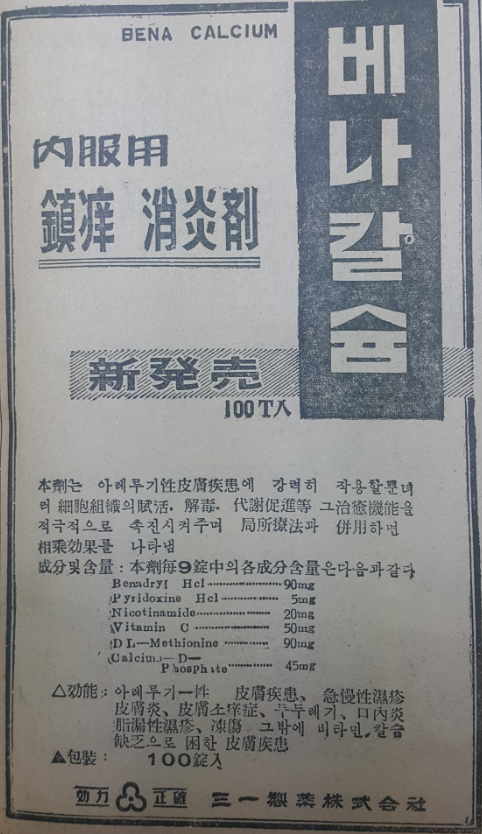 BENA CALCIUM
베나칼슘
内服用
鎮痒 消炎剤
新発売
100T入
本劑는 아레루기性皮膚疾患에 강력히 작용할뿐더
러 細胞組織의賦活. 解毒. 代謝促進等 그治癒機能을
적극적으로 촉진시켜주며 局所療法과 併用하면
相乘効果를 나타냄
成分및含量 : 本劑每9錠中의各成分含量은다음과같다
Benadryl Hcl 90mg
Pyridoxine Hcl 5mg
Nicotinamide 20mg
Vitamin C 50mg
DL-Methionine 90mg
Calcium-D-
Phosphate 45mg
△効能 : 아레루기-性 皮膚疾患、急慢性濕疹
皮膚炎、皮膚소痒症、두두레기、口內炎
脂漏性濕疹、凍傷 그밖에 비타민.칼슘
缺乏으로 困한 皮膚疾患
▲包裝 : 100錠入
効力 正確 三一製薬株式会社